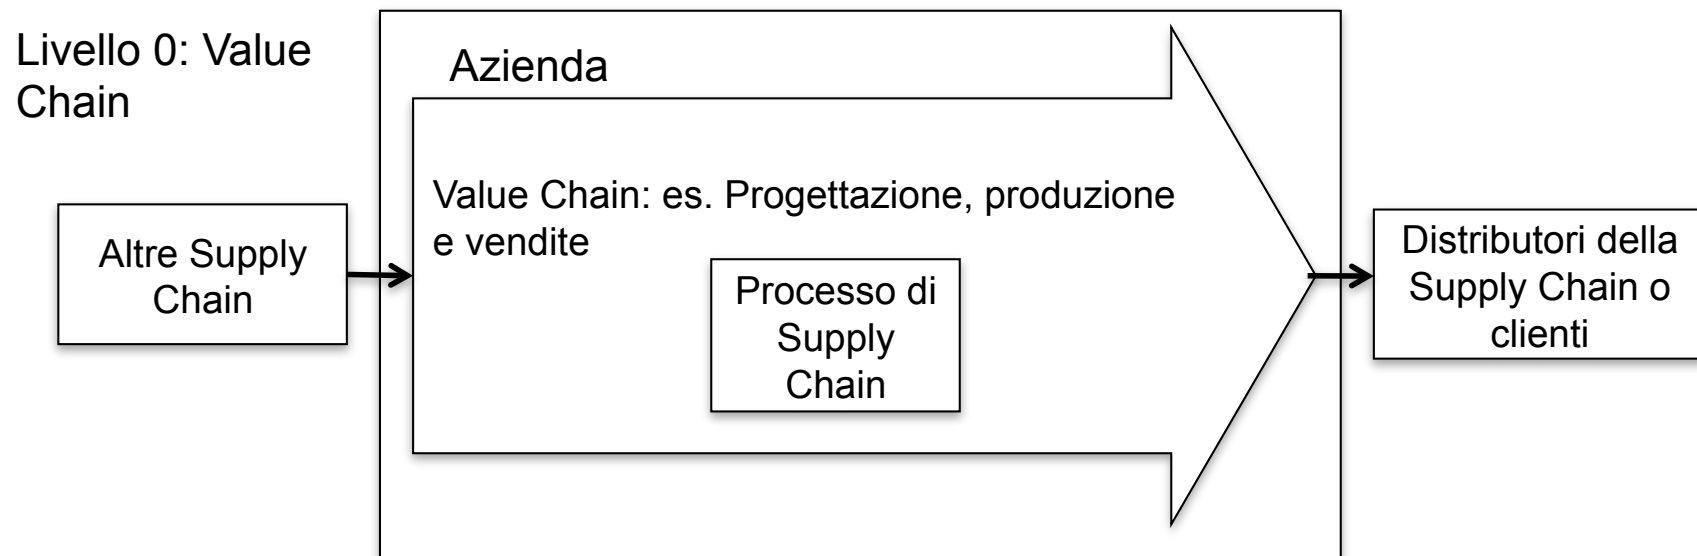 Livello 0: Value
Chain
Azienda
Value Chain: es. Progettazione, produzione
e vendite
Altre Supply
Chain
Processo di
Supply
Chain
Distributori della
Supply Chain o
clienti